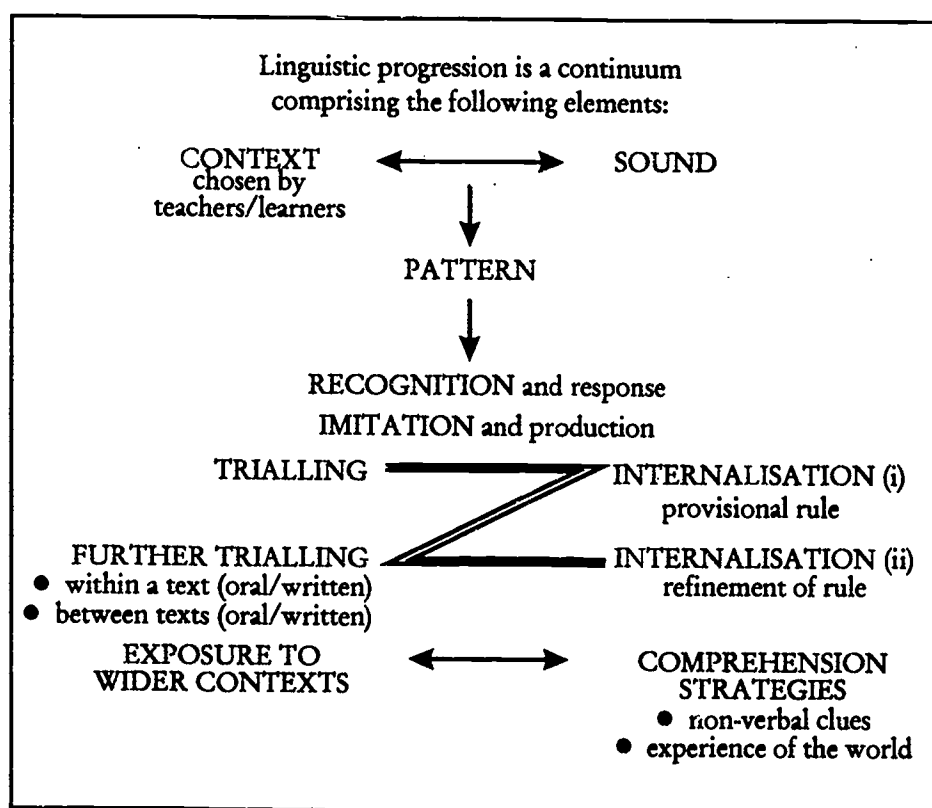 Linguistic progression is a continuum
comprising the following elements:
CONTEXT
chosen by
teachers/learners
SOUND
PATTERN
RECOGNITION and response
IMITATION and production
TRIALLING
INTERNALISATION (i)
provisional rule
FURTHER TRIALLING
● within a text (oral/written)
● between texts (oral/written)
INTERNALISATION (ii)
refinement of rule
EXPOSURE TO
WIDER CONTEXTS
COMPREHENSION
STRATEGIES
● non-verbal clues
● experience of the world